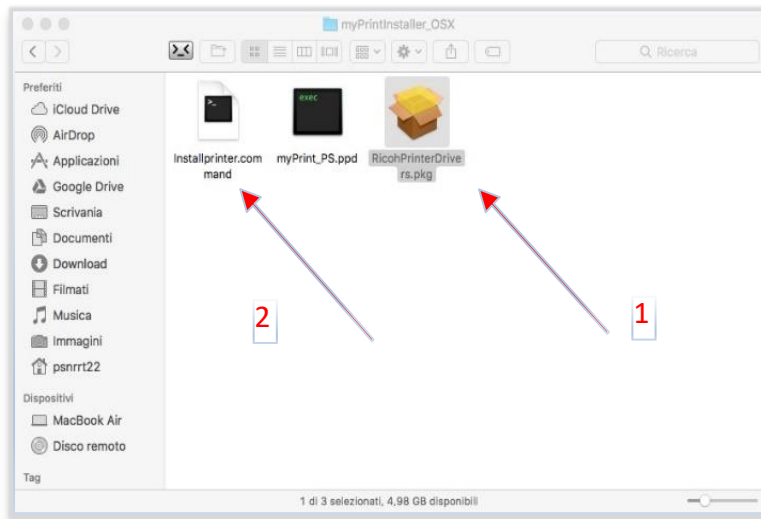 myPrintInstaller_OSX
Ricerca
Preferiti
iCloud Drive
AirDrop
Applicazioni
Google Drive
Scrivania
Documenti
Download
Filmati
Musica
Immagini
psnrrt22
Dispositivi
MacBook Air
Disco remoto
Tag
>_
Installprinter.com
mand
exec
myPrint_PS.ppd
RicohPrinterDrive
rs.pkg
2
1
1 di 3 selezionati, 4,98 GB disponibili